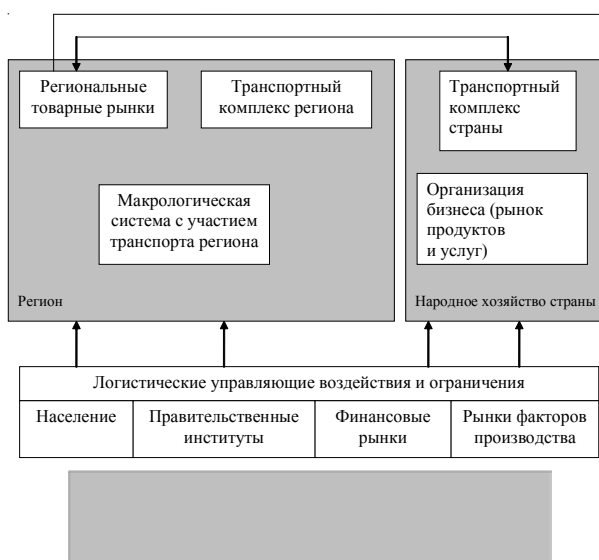 Региональные
товарные рынки
Транспортный
комплекс региона
Макрологическая
система с участием
транспорта региона
Регион
Транспортный
комплекс
страны
Организация
бизнеса (рынок
продуктов
и услуг)
Народное хозяйство страны
Логистические управляющие воздействия и ограничения
Население
Правительственные
институты
Финансовые
рынки
Рынки факторов
производства